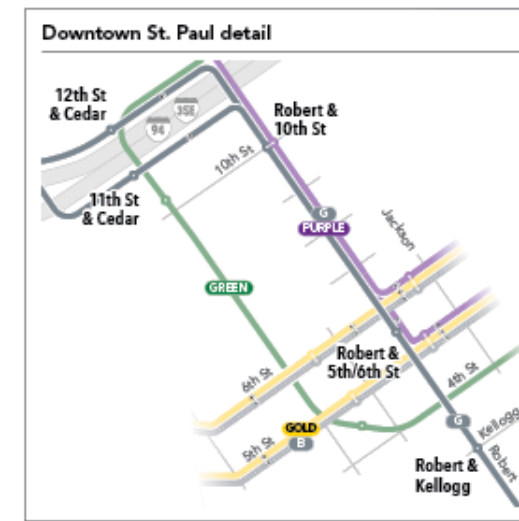 Downtown St. Paul detail
12th St
& Cedar
35E
94
Robert &
10th St
10th St
11th St
& Cedar
G
PURPLE
Jackson
GREEN
Robert &
5th/6th St
6th St
4th St
GOLD
B
5th St
G
Kellogg
Robert
Robert &
Kellogg